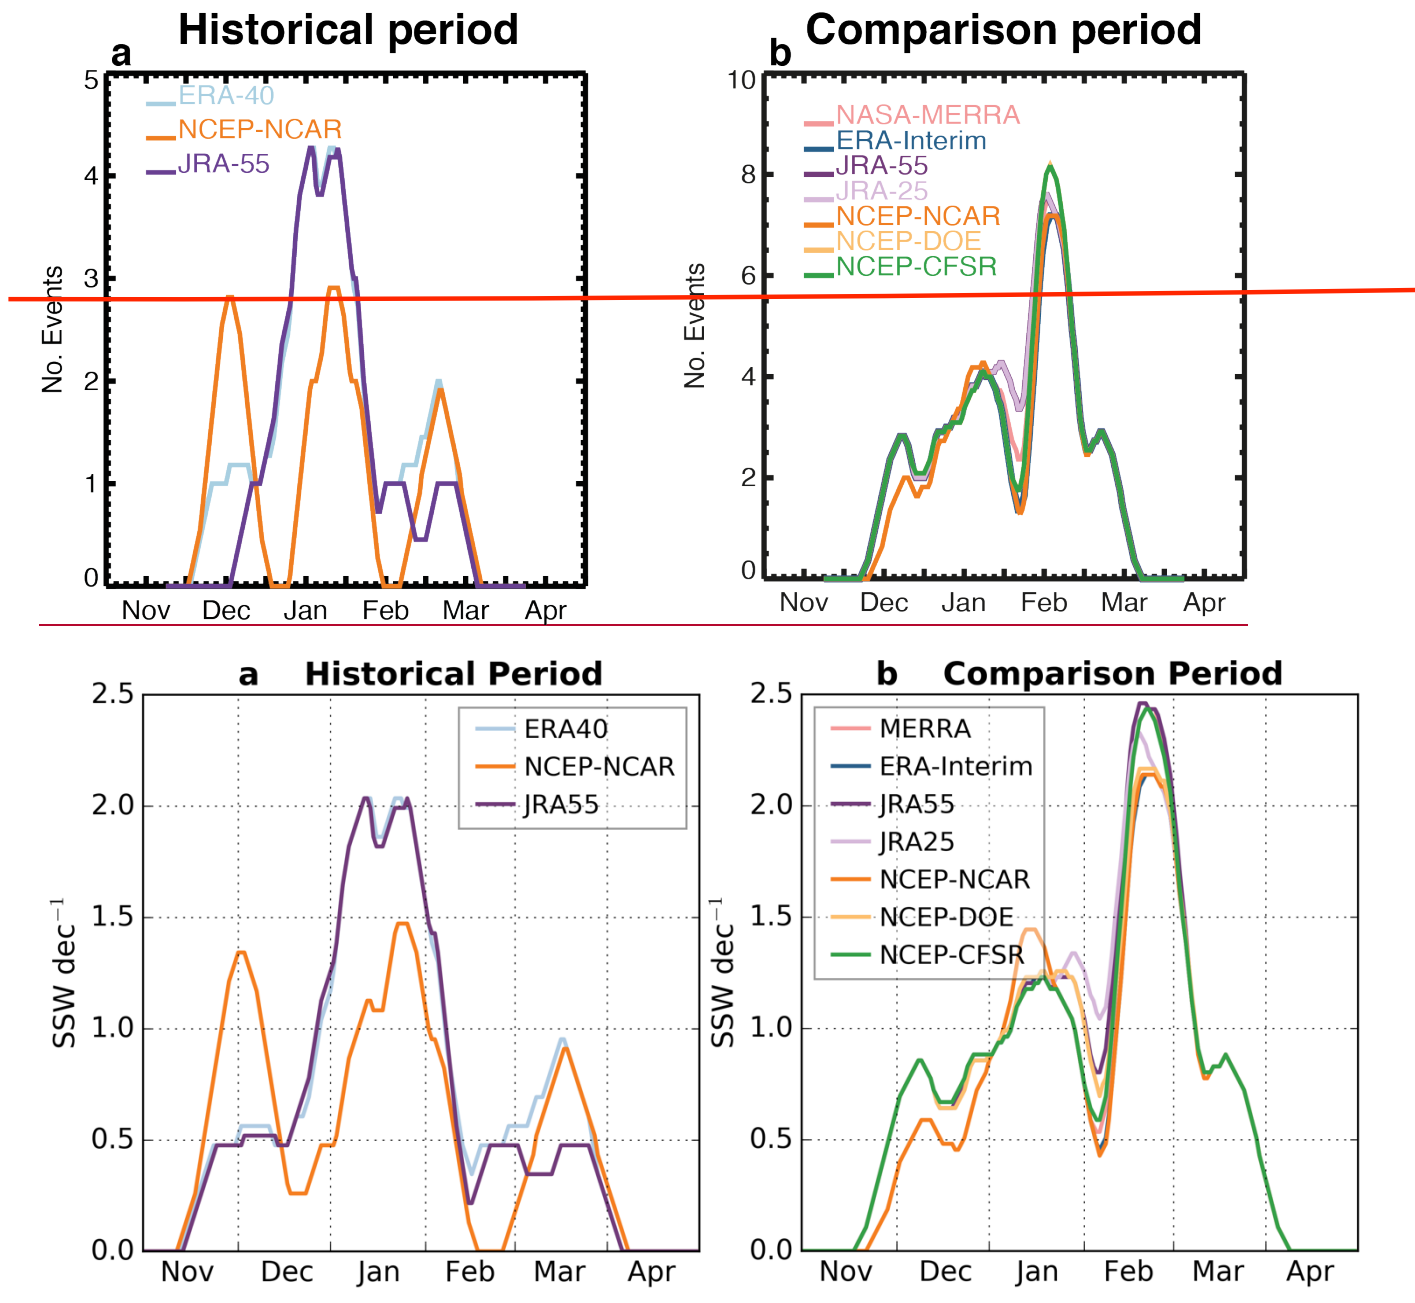 Historical period
Comparison period
a
b
5
4
3
2
1
0
No. Events
ERA-40
NCEP-NCAR
JRA-55
Nov Dec Jan Feb Mar Apr
10
8
6
4
2
0
No. Events
NASA-MERRA
ERA-Interim
JRA-55
JRA-25
NCEP-NCAR
NCEP-DOE
NCEP-CFSR
Nov Dec Jan Feb Mar Apr
a Historical Period
2.5
2.0
1.5
1.0
0.5
0.0
SSW dec⁻¹
ERA40
NCEP-NCAR
JRA55
Nov Dec Jan Feb Mar Apr
b Comparison Period
2.5
2.0
1.5
1.0
0.5
0.0
SSW dec⁻¹
MERRA
ERA-Interim
JRA55
JRA25
NCEP-NCAR
NCEP-DOE
NCEP-CFSR
Nov Dec Jan Feb Mar Apr